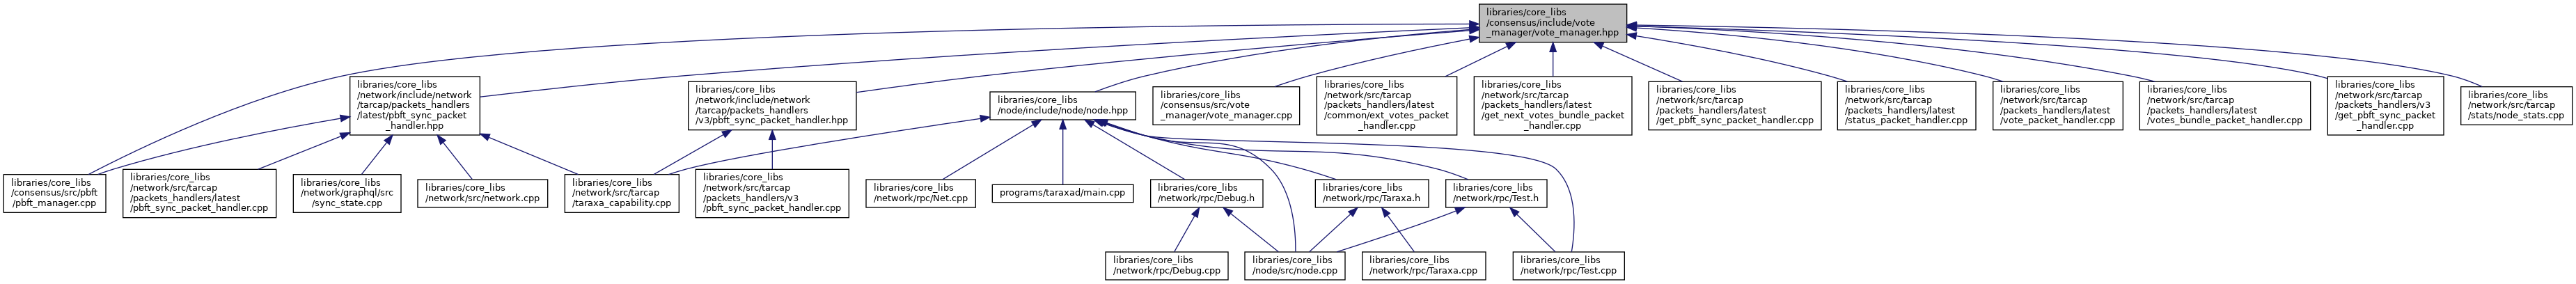 libraries/core_libs
/consensus/include/vote
_manager/vote_manager.hpp
libraries/core_libs
/network/include/network
/tarcap/packets_handlers
/latest/pbft_sync_packet
_handler.hpp
libraries/core_libs
/network/include/network
/tarcap/packets_handlers
/v3/pbft_sync_packet_handler.hpp
libraries/core_libs
/node/include/node/node.hpp
libraries/core_libs
/consensus/src/vote
_manager/vote_manager.cpp
libraries/core_libs
/network/src/tarcap
/packets_handlers/latest
/common/ext_votes_packet
_handler.cpp
libraries/core_libs
/network/src/tarcap
/packets_handlers/latest
/get_next_votes_bundle_packet
_handler.cpp
libraries/core_libs
/network/src/tarcap
/packets_handlers/latest
/get_pbft_sync_packet_handler.cpp
libraries/core_libs
/network/src/tarcap
/packets_handlers/latest
/status_packet_handler.cpp
libraries/core_libs
/network/src/tarcap
/packets_handlers/latest
/vote_packet_handler.cpp
libraries/core_libs
/network/src/tarcap
/packets_handlers/latest
/votes_bundle_packet_handler.cpp
libraries/core_libs
/network/src/tarcap
/packets_handlers/v3
/get_pbft_sync_packet
_handler.cpp
libraries/core_libs
/network/src/tarcap
/stats/node_stats.cpp
libraries/core_libs
/consensus/src/pbft
/pbft_manager.cpp
libraries/core_libs
/network/src/tarcap
/packets_handlers/latest
/pbft_sync_packet_handler.cpp
libraries/core_libs
/network/graphql/src
/sync_state.cpp
libraries/core_libs
/network/src/network.cpp
libraries/core_libs
/network/src/tarcap
/taraxa_capability.cpp
libraries/core_libs
/network/src/tarcap
/packets_handlers/v3
/pbft_sync_packet_handler.cpp
libraries/core_libs
/network/rpc/Net.cpp
programs/taraxad/main.cpp
libraries/core_libs
/network/rpc/Debug.h
libraries/core_libs
/network/rpc/Taraxa.h
libraries/core_libs
/network/rpc/Test.h
libraries/core_libs
/network/rpc/Debug.cpp
libraries/core_libs
/node/src/node.cpp
libraries/core_libs
/network/rpc/Taraxa.cpp
libraries/core_libs
/network/rpc/Test.cpp